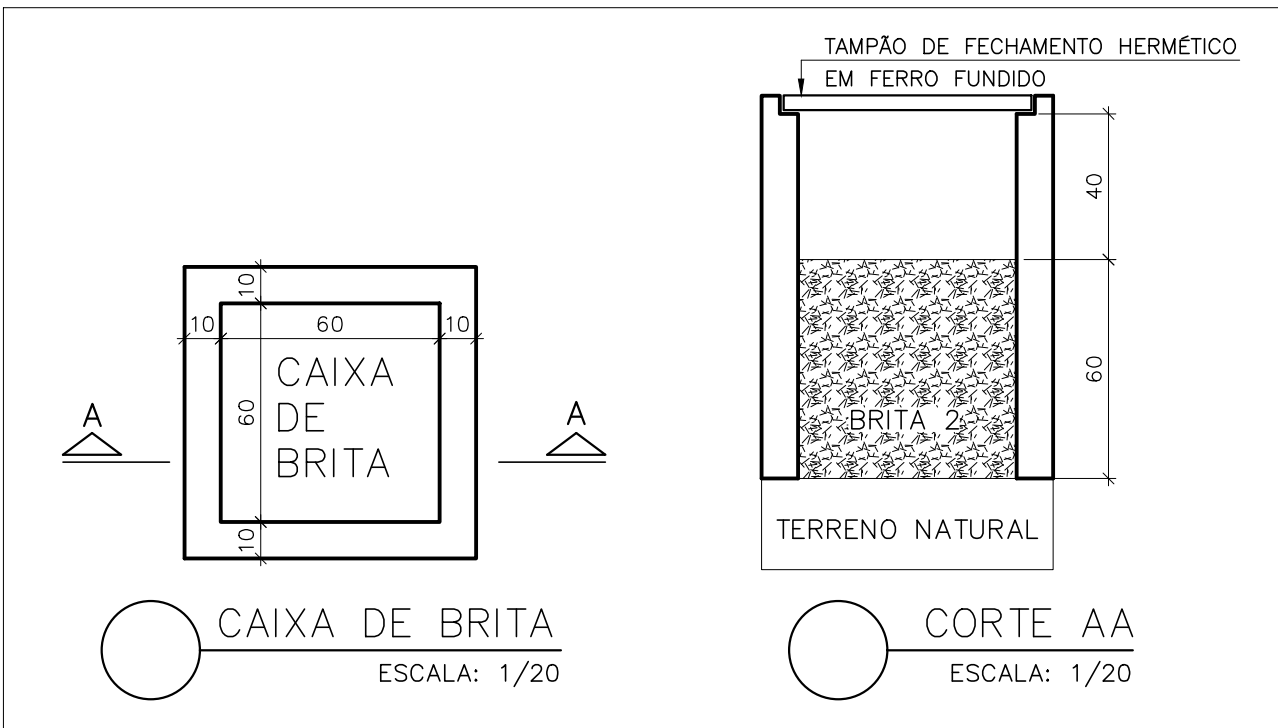 TAMPÃO DE FECHAMENTO HERMÉTICO
EM FERRO FUNDIDO
40
60
BRITA 2
TERRENO NATURAL
10
10 60 10
60
10
CAIXA
DE
BRITA
A A
CAIXA DE BRITA
ESCALA: 1/20
CORTE AA
ESCALA: 1/20